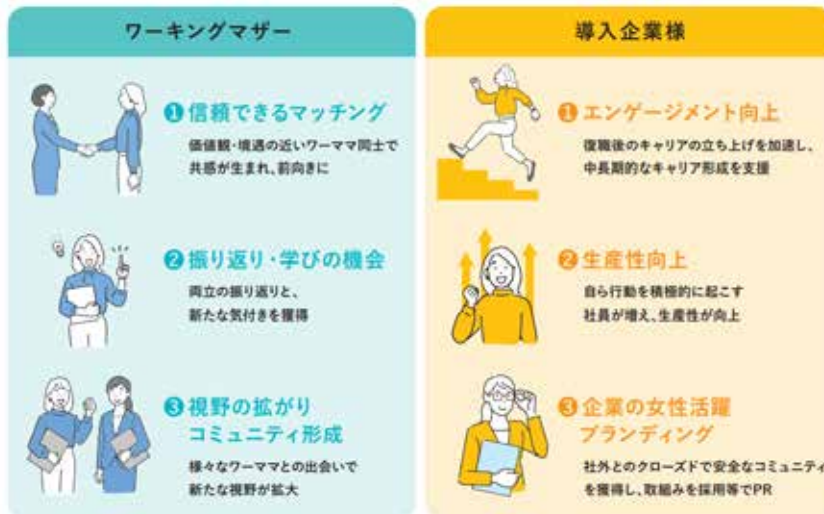 ワーキングマザー
❶信頼できるマッチング
価値観・境遇の近いワーママ同士で
共感が生まれ、前向きに
❷振り返り・学びの機会
両立の振り返りと、
新たな気付きを獲得
❸視野の拡がり
コミュニティ形成
様々なワーママとの出会いで
新たな視野が拡大
導入企業様
❶エンゲージメント向上
復職後のキャリアの立ち上げを加速し、
中長期的なキャリア形成を支援
❷生産性向上
自ら行動を積極的に起こす
社員が増え、生産性が向上
❸企業の女性活躍
ブランディング
社外とのクローズドで安全なコミュニティ
を獲得し、取組みを採用等でPR